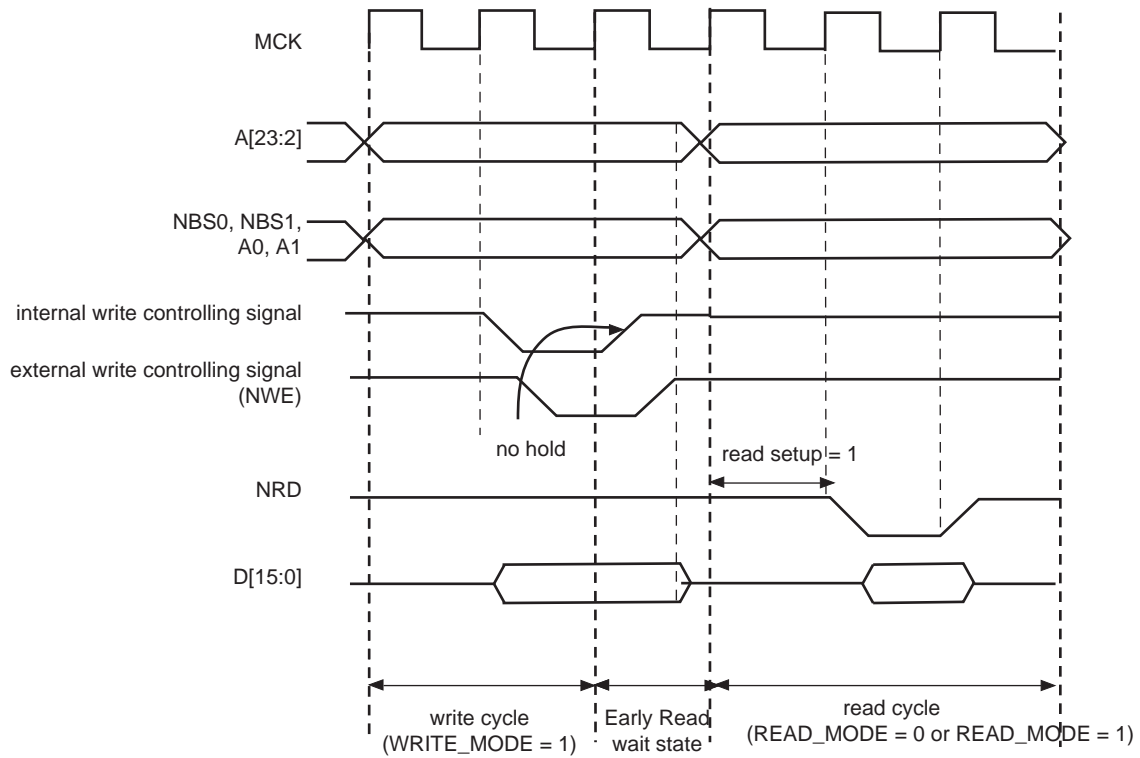 MCK
A[23:2]
NBS0, NBS1,
A0, A1
internal write controlling signal
external write controlling signal
(NWE)
no hold
read setup = 1
NRD
D[15:0]
write cycle
(WRITE_MODE = 1)
Early Read
wait state
read cycle
(READ_MODE = 0 or READ_MODE = 1)